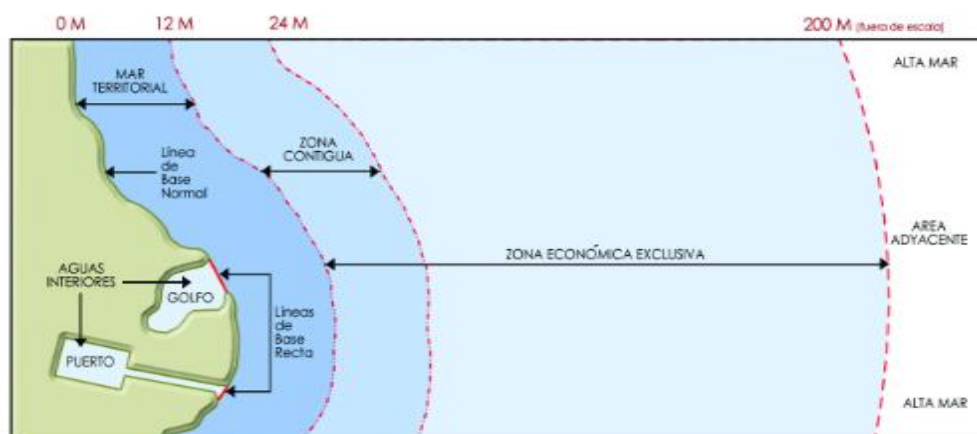 0 M
12 M
24 M
200 M (fuera de escala)
MAR
TERRITORIAL
ALTA MAR
ZONA
CONTIGUA
Línea
de
Base
Normal
AREA
ADYACENTE
ZONA ECONÓMICA EXCLUSIVA
AGUAS
INTERIORES
GOLFO
Líneas
de
Base
Recta
PUERTO
ALTA MAR